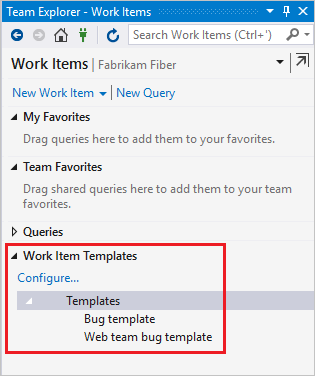 Team Explorer - Work Items
Search Work Items (Ctrl+')
Work Items | Fabrikam Fiber
New Work Item | New Query
My Favorites
Drag queries here to add them to your favorites.
Team Favorites
Drag shared queries here to add them to your team
favorites.
Queries
Work Item Templates
Configure...
Templates
Bug template
Web team bug template